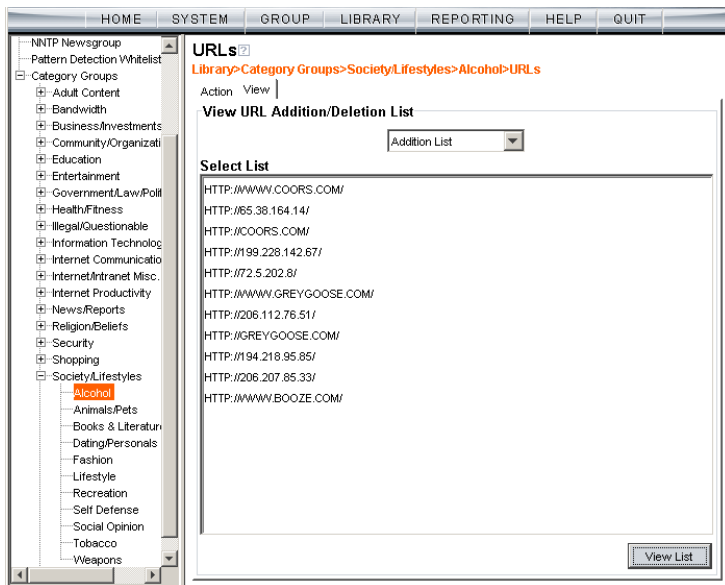 HOME SYSTEM GROUP LIBRARY REPORTING HELP QUIT
NNTP Newsgroup
Pattern Detection Whitelist
Category Groups
Adult Content
Bandwidth
Business/Investments
Community/Organizati
Education
Entertainment
Government/Law/Polit
Health/Fitness
Illegal/Questionable
Information Technolog
Internet Communicatio
Internet/Intranet Misc.
Internet Productivity
News/Reports
Religion/Beliefs
Security
Shopping
Society/Lifestyles
Alcohol
Animals/Pets
Books & Literature
Dating/Personals
Fashion
Lifestyle
Recreation
Self Defense
Social Opinion
Tobacco
Weapons
URLs?
Library>Category Groups>Society/Lifestyles>Alcohol>URLs
Action View
View URL Addition/Deletion List
Addition List
Select List
HTTP://WWW.COORS.COM/
HTTP://65.38.164.14/
HTTP://COORS.COM/
HTTP://199.228.142.67/
HTTP://72.5.202.8/
HTTP://WWW.GREYGOOSE.COM/
HTTP://206.112.76.51/
HTTP://GREYGOOSE.COM/
HTTP://194.218.95.85/
HTTP://206.207.85.33/
HTTP://WWW.BOOZE.COM/
View List